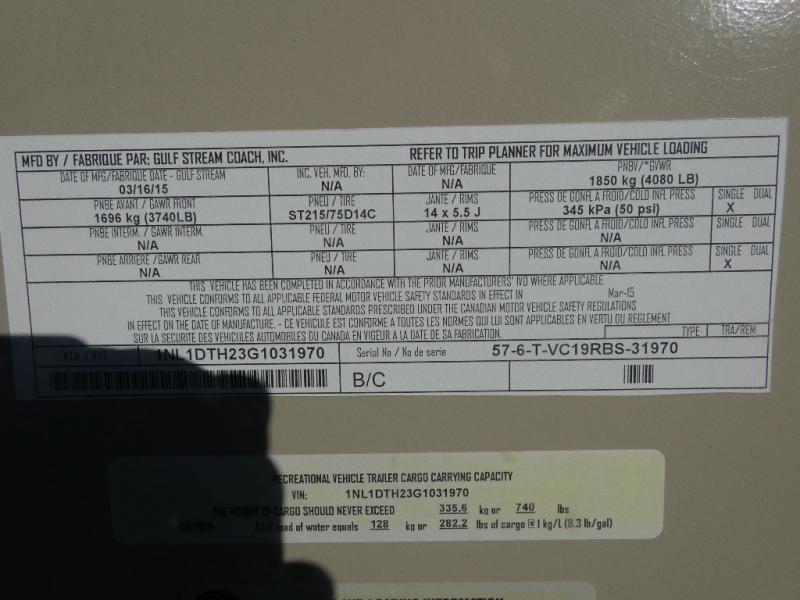 MFD BY / FABRIQUE PAR: GULF STREAM COACH, INC. REFER TO TRIP PLANNER FOR MAXIMUM VEHICLE LOADING
DATE OF MFG/FABRIQUE DATE - GULF STREAM INC. VEH. MFD. BY: DATE OF MFG/FABRIQUE PNBV/*GVWR
03/16/15 N/A N/A 1850 kg (4080 LB)
PNBE AVANT / GAWR FRONT PNEU / TIRE JANTE / RIMS PRESS DE GONFL A FROID/COLD INFL PRESS SINGLE DUAL
1696 kg (3740LB) ST215/75D14C 14 x 5.5 J 345 kPa (50 psi) X
PNBE INTERM. / GAWR INTERM. PNEU / TIRE JANTE / RIMS PRESS DE GONFL A FROID/COLD INFL PRESS SINGLE DUAL
N/A N/A N/A N/A
PNBE ARRIERE / GAWR REAR PNEU / TIRE JANTE / RIMS PRESS DE GONFL A FROID/COLD INFL PRESS SINGLE DUAL
N/A N/A N/A N/A X
THIS VEHICLE HAS BEEN COMPLETED IN ACCORDANCE WITH THE PRIOR MANUFACTURERS' IVD WHERE APPLICABLE.
THIS VEHICLE CONFORMS TO ALL APPLICABLE FEDERAL MOTOR VEHICLE SAFETY STANDARDS IN EFFECT IN Mar-15
THIS VEHICLE CONFORMS TO ALL APPLICABLE STANDARDS PRESCRIBED UNDER THE CANADIAN MOTOR VEHICLE SAFETY REGULATIONS
IN EFFECT ON THE DATE OF MANUFACTURE. - CE VEHICULE EST CONFORME A TOUTES LES NORMES QUI LUI SONT APPLICABLES EN VERTU DU REGLEMENT
SUR LA SECURITE DES VEHICULES AUTOMOBILES DU CANADA EN VIGEUR A LA DATE DE SA FABRICATION. TYPE TRA/REM
V.I.N. / N.I.V. 1NL1DTH23G1031970 Serial No / No de serie 57-6-T-VC19RBS-31970
B/C
RECREATIONAL VEHICLE TRAILER CARGO CARRYING CAPACITY
VIN: 1NL1DTH23G1031970
THE WEIGHT OF CARGO SHOULD NEVER EXCEED 335.6 kg or 740 lbs
CAUTION: A full load of water equals 128 kg or 282.2 lbs of cargo @ 1 kg/L (8.3 lb/gal)
LOADING INFORMATION